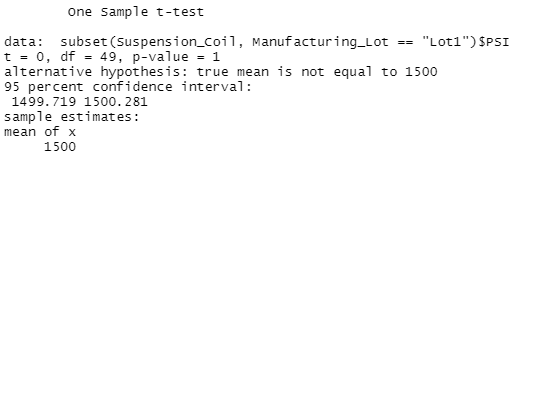 One Sample t-test
data:  subset(Suspension_Coil, Manufacturing_Lot == "Lot1")$PSI
t = 0, df = 49, p-value = 1
alternative hypothesis: true mean is not equal to 1500
95 percent confidence interval:
1499.719 1500.281
sample estimates:
mean of x
1500